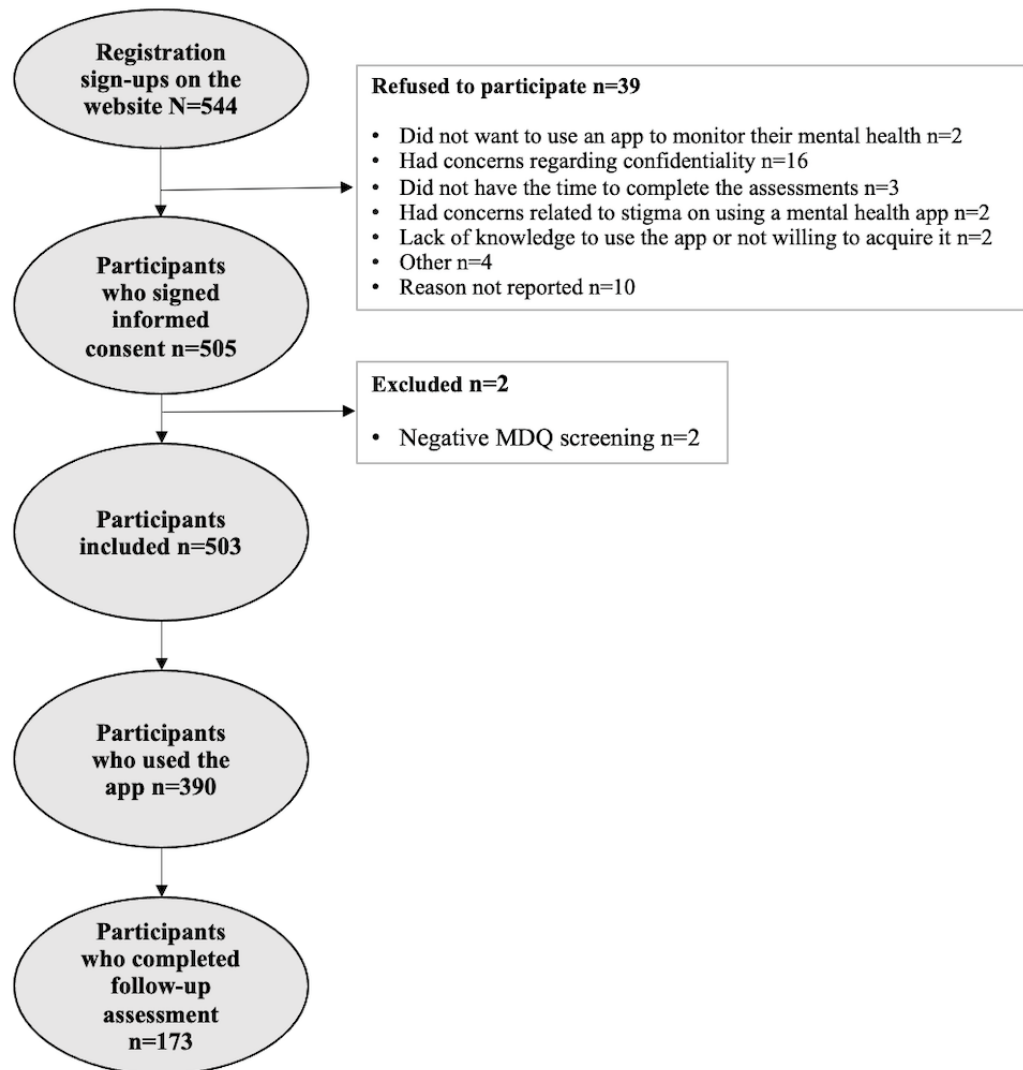 Registration
sign-ups on the
website N=544
Refused to participate n=39
• Did not want to use an app to monitor their mental health n=2
• Had concerns regarding confidentiality n=16
• Did not have the time to complete the assessments n=3
• Had concerns related to stigma on using a mental health app n=2
• Lack of knowledge to use the app or not willing to acquire it n=2
• Other n=4
• Reason not reported n=10
Participants
who signed
informed
consent n=505
Excluded n=2
• Negative MDQ screening n=2
Participants
included n=503
Participants
who used the
app n=390
Participants
who completed
follow-up
assessment
n=173